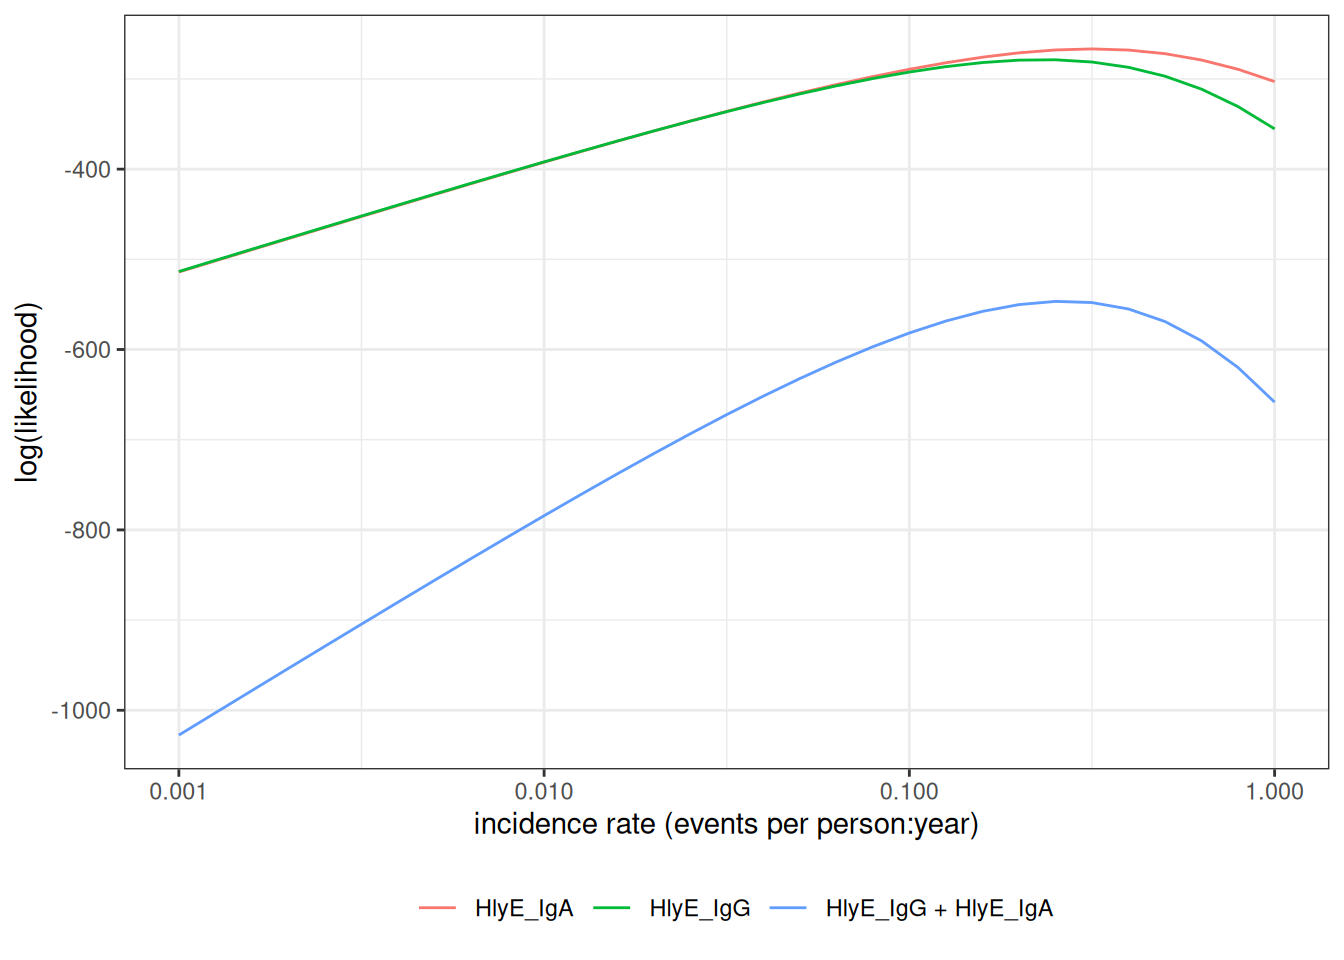 log(likelihood)
-400
-600
-800
-1000
0.001 0.010 0.100 1.000
incidence rate (events per person:year)
HlyE_IgA HlyE_IgG HlyE_IgG + HlyE_IgA